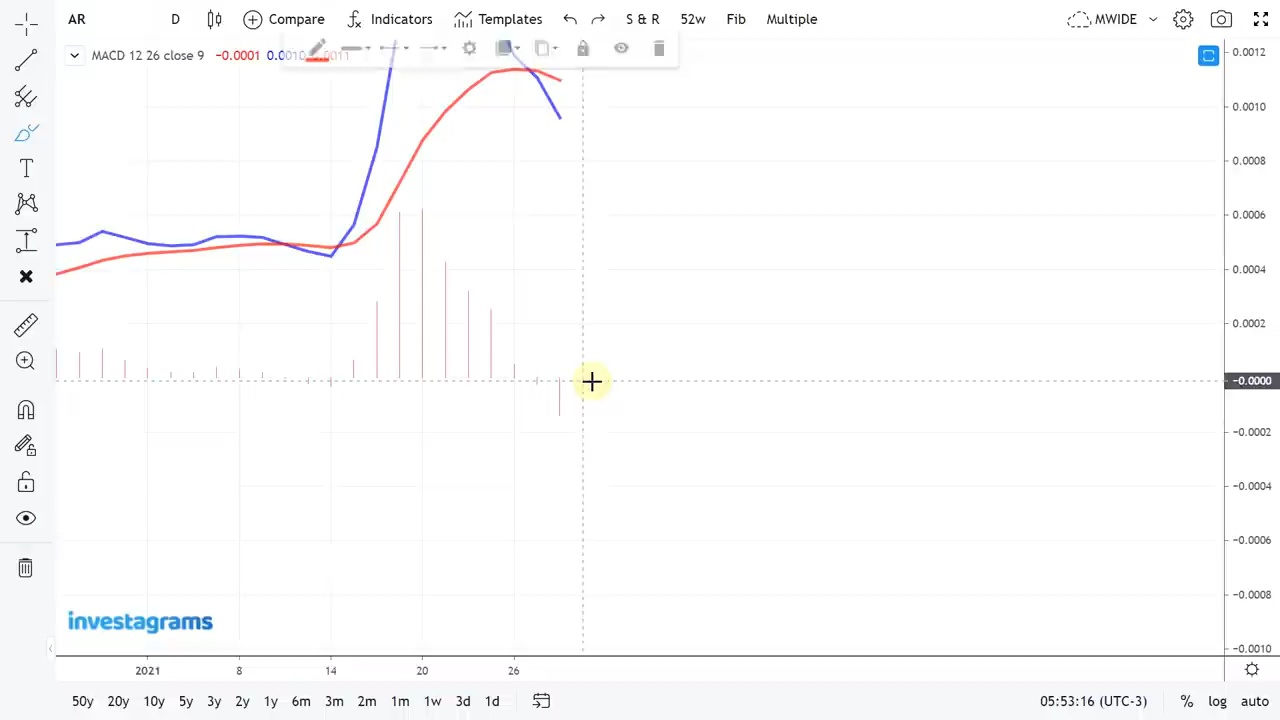 AR D Compare Indicators Templates S & R 52w Fib Multiple MWIDE
MACD 12 26 close 9 −0.0001 0.0010 0.0011
0.0012
0.0010
0.0008
0.0006
0.0004
0.0002
−0.0000
−0.0002
−0.0004
−0.0006
−0.0008
−0.0010
investagrams
2021 8 14 20 26
50y 20y 10y 5y 3y 2y 1y 6m 3m 2m 1m 1w 3d 1d 05:53:16 (UTC-3) % log auto